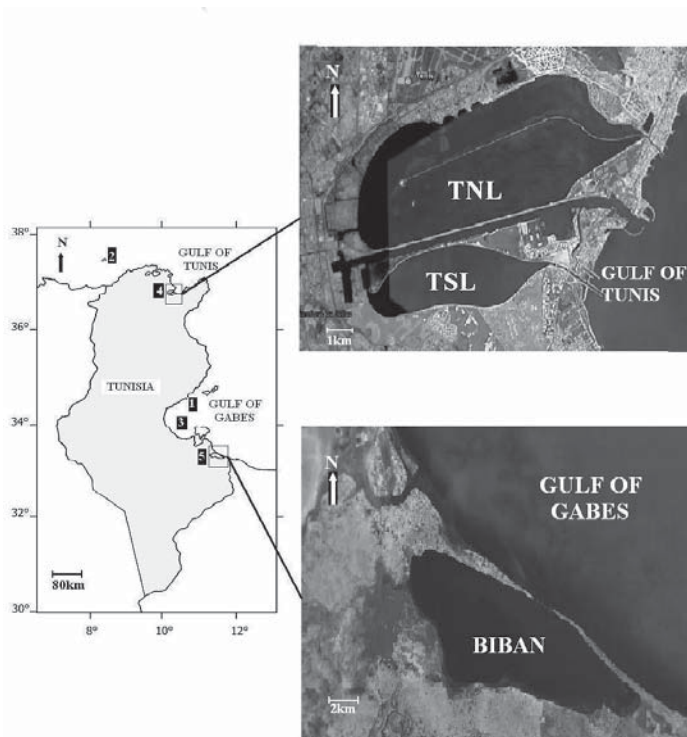 38°
36°
34°
32°
30°
8°
10°
12°
N
2
GULF OF
TUNIS
4
TUNISIA
1
GULF OF
GABES
3
5
80km
N
TNL
TSL
GULF OF
TUNIS
1km
N
GULF OF
GABES
BIBAN
2km